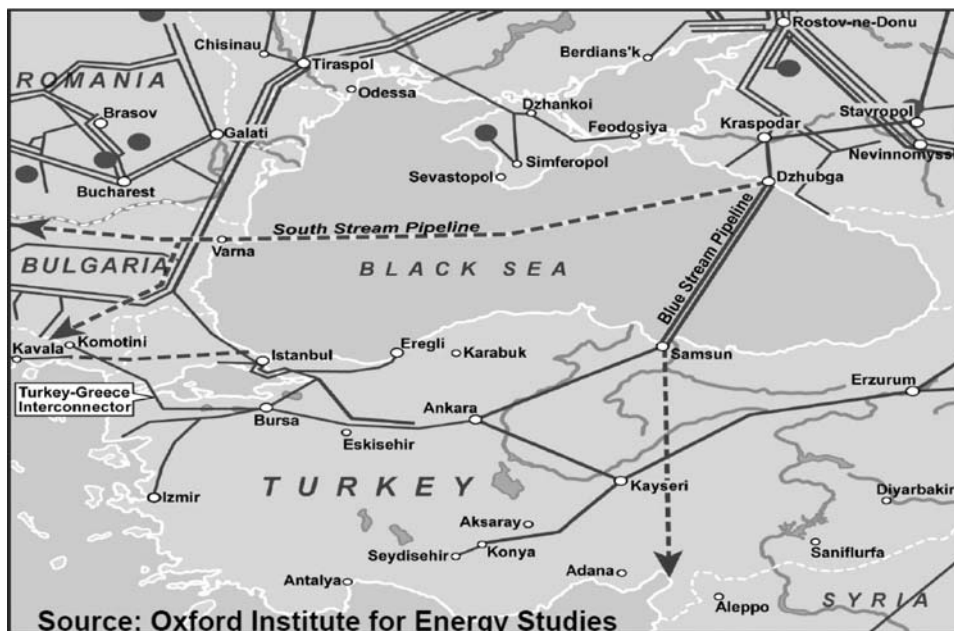 Rostov-ne-Donu
Chisinau
Berdians'k
Tiraspol
ROMANIA
Odessa
Brasov
Dzhankoi
Stavropol
Galati
Feodosiya
Kraspodar
Nevinnomyss
Simferopol
Bucharest
Sevastopol
Dzhubga
South Stream Pipeline
Varna
BULGARIA
BLACK SEA
Blue Stream Pipeline
Komotini
Kavala
Istanbul
Eregli
Karabuk
Samsun
Turkey-Greece
Interconnector
Erzurum
Ankara
Bursa
Eskisehir
TURKEY
Kayseri
Izmir
Diyarbakir
Aksaray
Konya
Seydisehir
Saniflurfa
Antalya
Adana
Aleppo
SYRIA
Source: Oxford Institute for Energy Studies